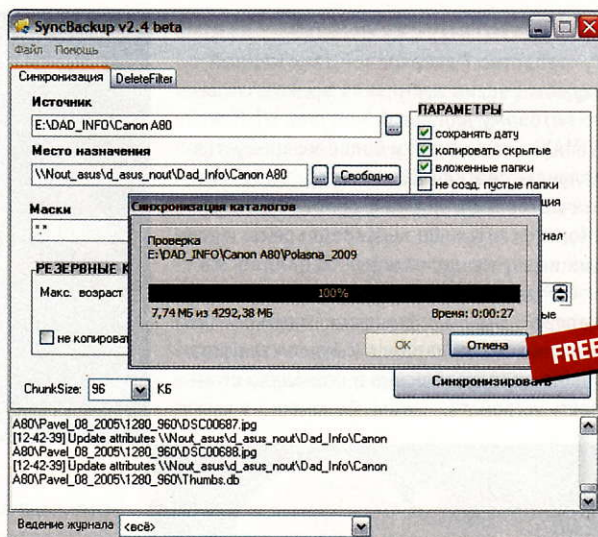 SyncBackup v2.4 beta
Файл Помощь
Синхронизация DeleteFilter
Источник
E:\DAD_INFO\Canon A80
...
Место назначения
\\Nout_asus\d_asus_nout\Dad_Info\Canon A80
...
Свободно
ПАРАМЕТРЫ
сохранять дату
копировать скрытые
вложенные папки
не созд. пустые папки
Маски
*.*
Синхронизация каталогов
Проверка
E:\DAD_INFO\Canon A80\Polasna_2009
100%
7,74 МБ из 4292,38 МБ
Время: 0:00:27
OK
Отмена
РЕЗЕРВНЫЕ К
Макс. возраст
не копироват
FREE
ChunkSize: 96 КБ
Синхронизировать
A80\Pavel_08_2005\1280_960\DSC00687.jpg
[12-42-39] Update attributes \\Nout_asus\d_asus_nout\Dad_Info\Canon
A80\Pavel_08_2005\1280_960\DSC00688.jpg
[12-42-39] Update attributes \\Nout_asus\d_asus_nout\Dad_Info\Canon
A80\Pavel_08_2005\1280_960\Thumbs.db
Ведение журнала <всё>